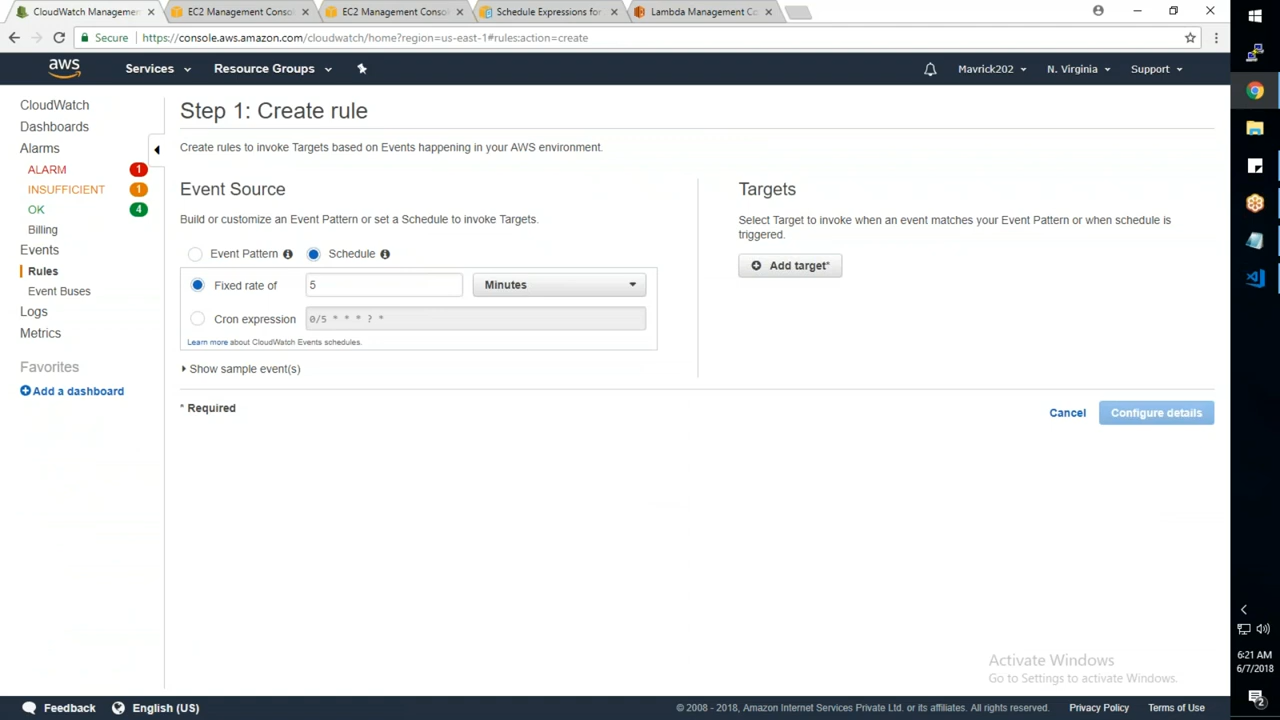 CloudWatch Managemen
EC2 Management Consol
EC2 Management Consol
Schedule Expressions for
Lambda Management Co
Secure
https://console.aws.amazon.com/cloudwatch/home?region=us-east-1#rules:action=create
aws
Services
Resource Groups
Mavrick202
N. Virginia
Support
CloudWatch
Dashboards
Alarms
ALARM 1
INSUFFICIENT 1
OK 4
Billing
Events
Rules
Event Buses
Logs
Metrics
Favorites
Add a dashboard
Step 1: Create rule
Create rules to invoke Targets based on Events happening in your AWS environment.
Event Source
Build or customize an Event Pattern or set a Schedule to invoke Targets.
Event Pattern
Schedule
Fixed rate of 5 Minutes
Cron expression 0/5 * * * ? *
Learn more about CloudWatch Events schedules.
Show sample event(s)
Targets
Select Target to invoke when an event matches your Event Pattern or when schedule is
triggered.
Add target*
* Required
Cancel
Configure details
Activate Windows
Go to Settings to activate Windows.
Feedback
English (US)
© 2008 - 2018, Amazon Internet Services Private Ltd. or its affiliates. All rights reserved.
Privacy Policy
Terms of Use
6:21 AM
6/7/2018
2